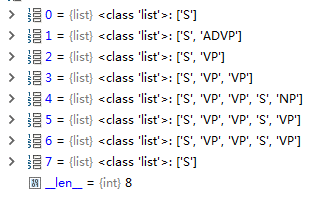 0 = {list} <class 'list'>: ['S']
1 = {list} <class 'list'>: ['S', 'ADVP']
2 = {list} <class 'list'>: ['S', 'VP']
3 = {list} <class 'list'>: ['S', 'VP', 'VP']
4 = {list} <class 'list'>: ['S', 'VP', 'VP', 'S', 'NP']
5 = {list} <class 'list'>: ['S', 'VP', 'VP', 'S', 'VP']
6 = {list} <class 'list'>: ['S', 'VP', 'VP', 'S', 'VP']
7 = {list} <class 'list'>: ['S']
__len__ = {int} 8